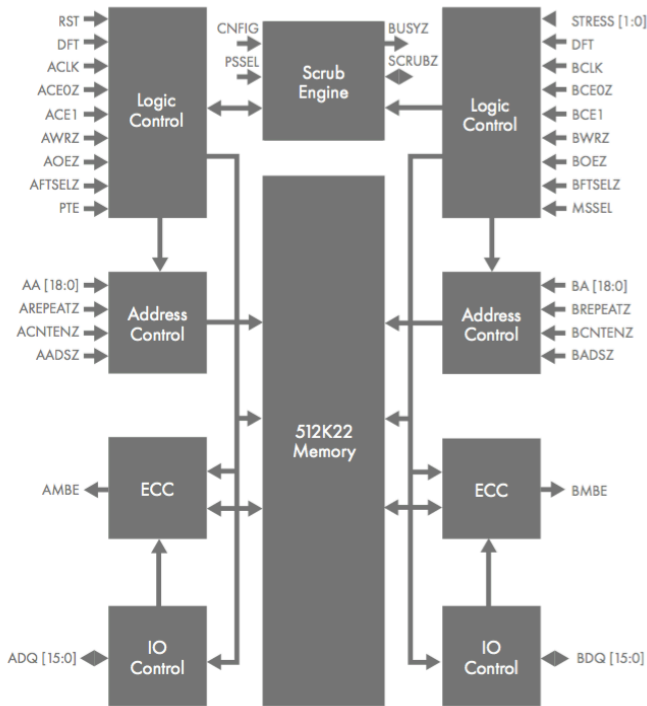 RST
DFT
ACLK
ACE0Z
ACE1
AWRZ
AOEZ
AFTSELZ
PTE
Logic
Control
CNFIG
PSSEL
Scrub
Engine
BUSYZ
SCRUBZ
Logic
Control
STRESS [1:0]
DFT
BCLK
BCE0Z
BCE1
BWRZ
BOEZ
BFTSELZ
MSSEL
AA [18:0]
AREPEATZ
ACNTENZ
AADSZ
Address
Control
Address
Control
BA [18:0]
BREPEATZ
BCNTENZ
BADSZ
512K22
Memory
AMBE
ECC
ECC
BMBE
ADQ [15:0]
IO
Control
IO
Control
BDQ [15:0]